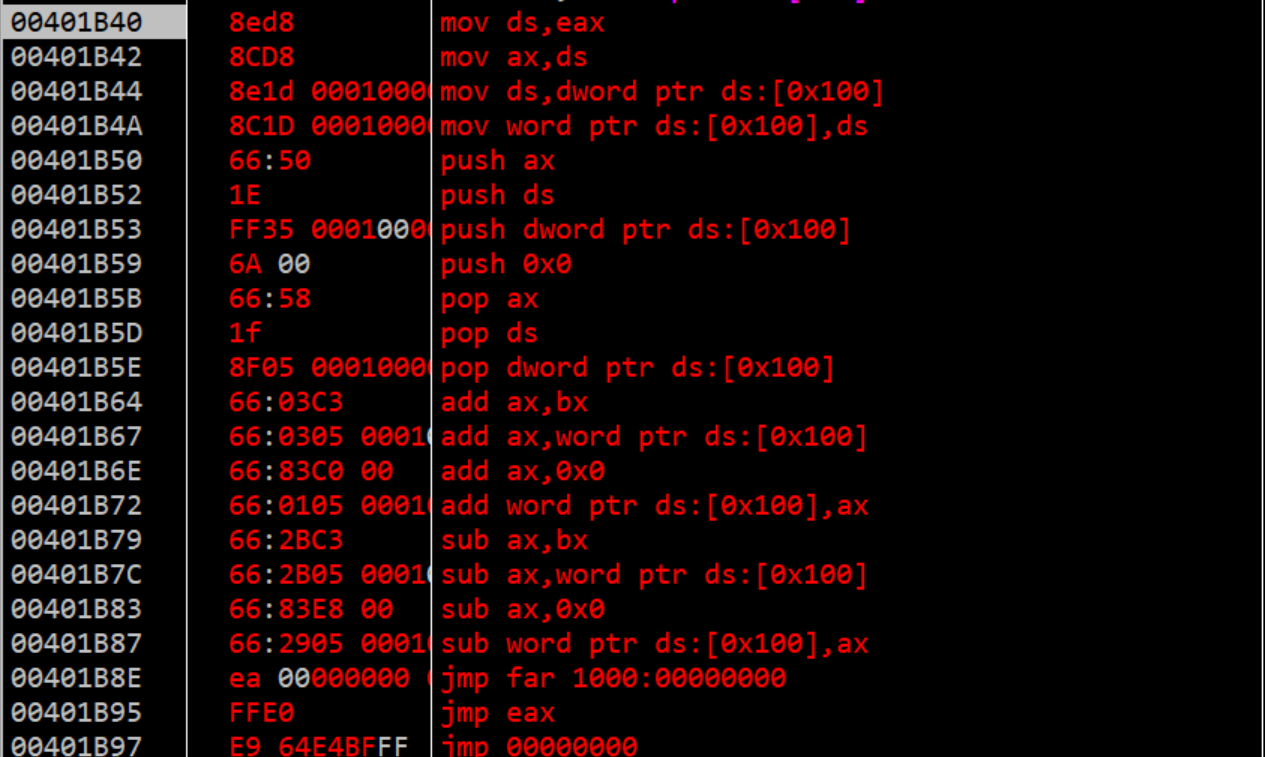 00401B40 8ed8 mov ds,eax
00401B42 8CD8 mov ax,ds
00401B44 8e1d 0001000 mov ds,dword ptr ds:[0x100]
00401B4A 8C1D 0001000 mov word ptr ds:[0x100],ds
00401B50 66:50 push ax
00401B52 1E push ds
00401B53 FF35 0001000 push dword ptr ds:[0x100]
00401B59 6A 00 push 0x0
00401B5B 66:58 pop ax
00401B5D 1f pop ds
00401B5E 8F05 0001000 pop dword ptr ds:[0x100]
00401B64 66:03C3 add ax,bx
00401B67 66:0305 0001 add ax,word ptr ds:[0x100]
00401B6E 66:83C0 00 add ax,0x0
00401B72 66:0105 0001 add word ptr ds:[0x100],ax
00401B79 66:2BC3 sub ax,bx
00401B7C 66:2B05 0001 sub ax,word ptr ds:[0x100]
00401B83 66:83E8 00 sub ax,0x0
00401B87 66:2905 0001 sub word ptr ds:[0x100],ax
00401B8E ea 00000000 jmp far 1000:00000000
00401B95 FFE0 jmp eax
00401B97 E9 64E4BFFF jmp 00000000